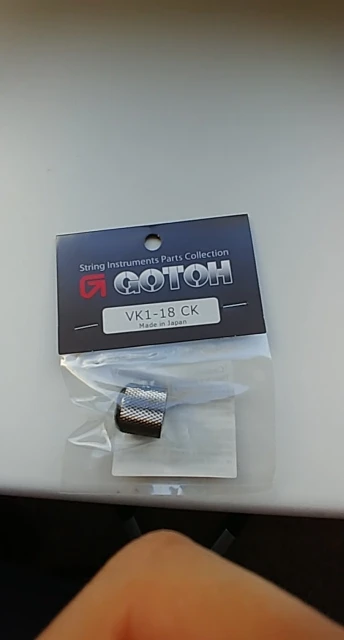 String Instruments Parts Collection
GOTOH
VK1-18 CK
Made in Japan